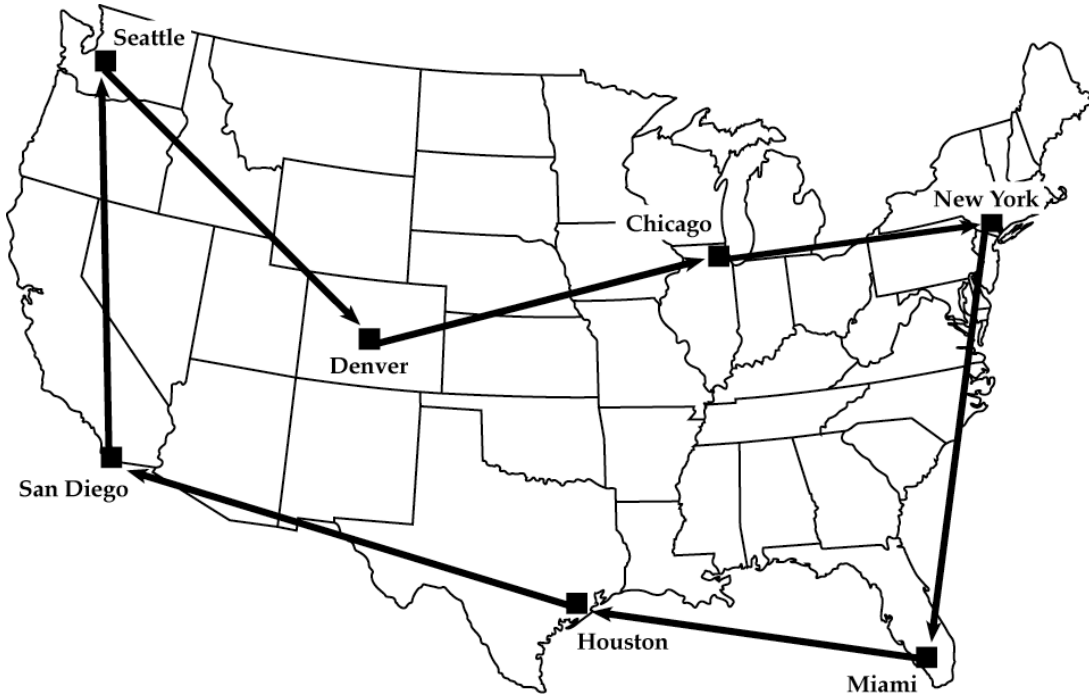 Seattle
New York
Chicago
Denver
San Diego
Houston
Miami